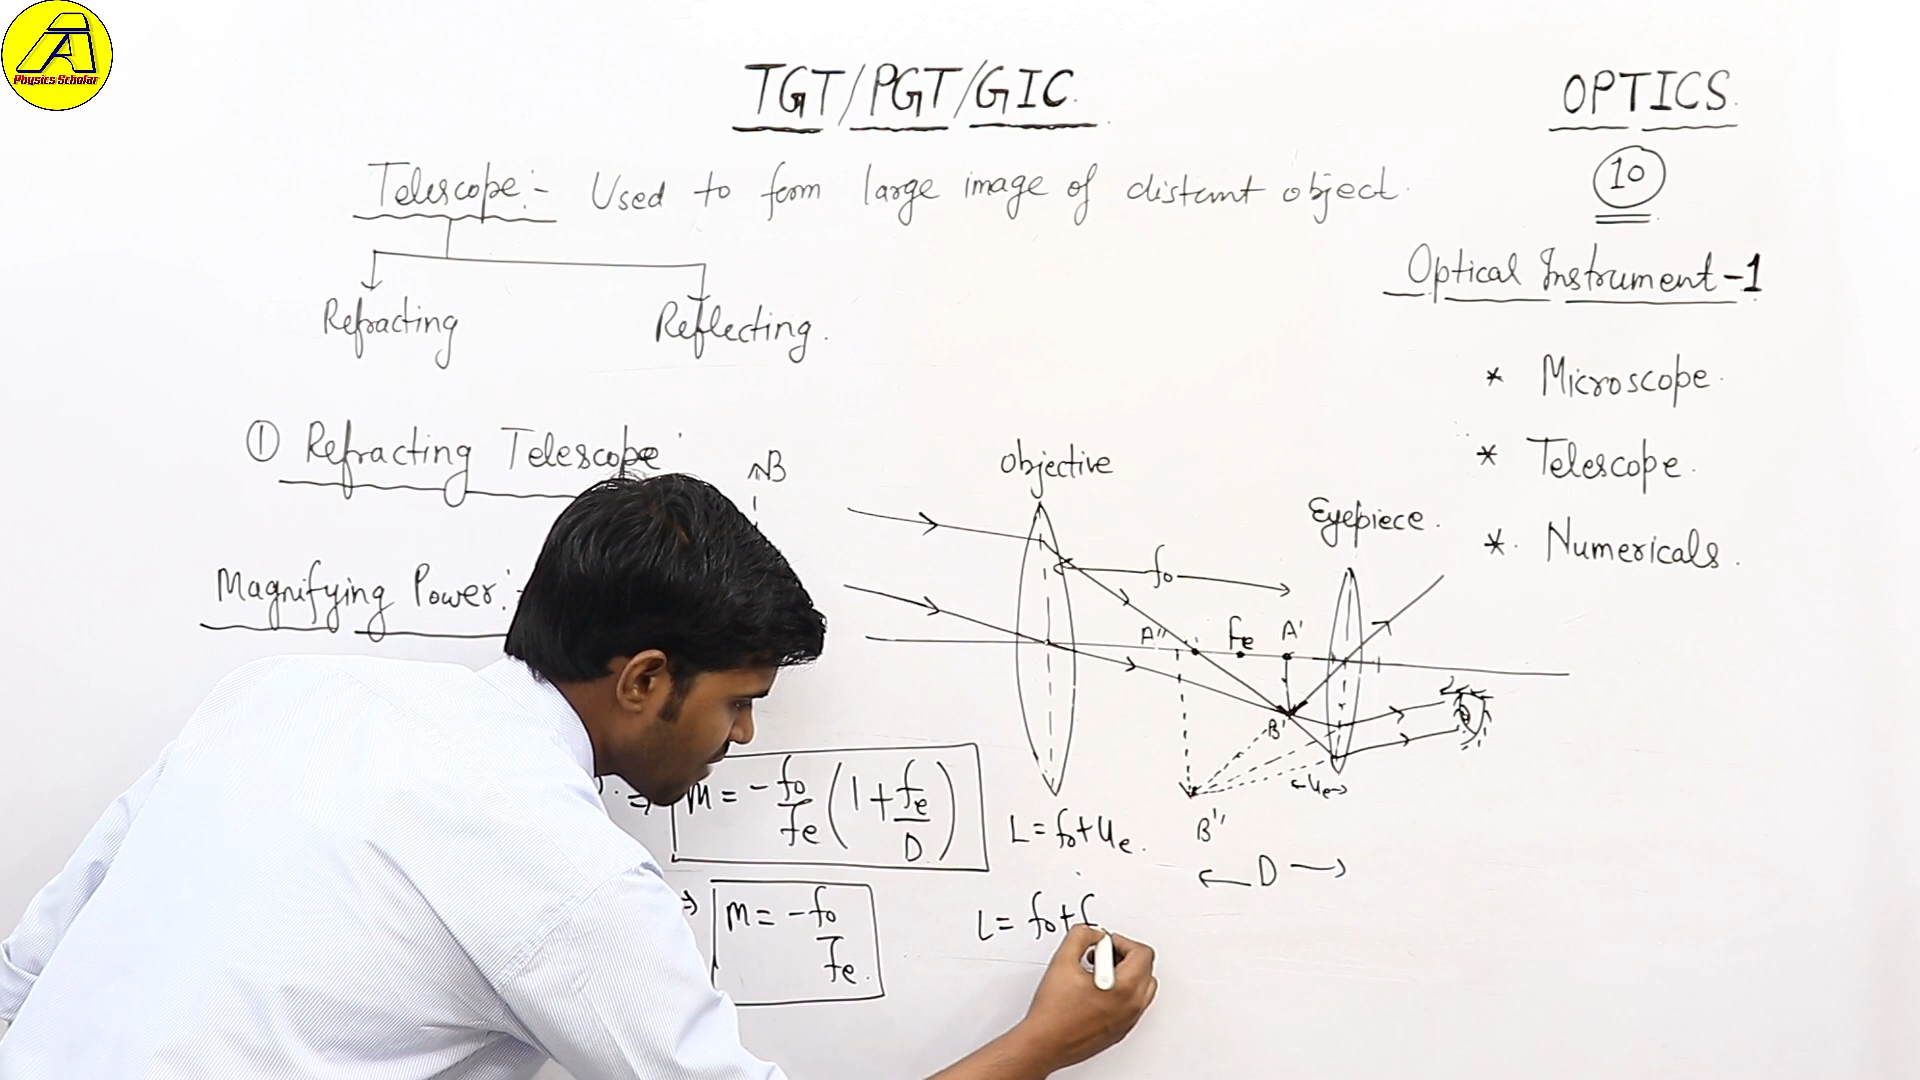 A
Physics Scholar
TGT/PGT/GIC.
OPTICS.
10
Telescope:- Used to form large image of distant object.
Refracting
Reflecting.
Optical Instrument-1
* Microscope.
* Telescope.
* Numericals.
① Refracting Telescope
B
Magnifying Power:-
Objective
Eyepiece.
fo
A''
fe
A'
B'
ue
B''
D
⇒ M = -fo/fe (1 + fe/D)
L = fo + ue.
⇒ M = -fo/fe.
L = fo + f